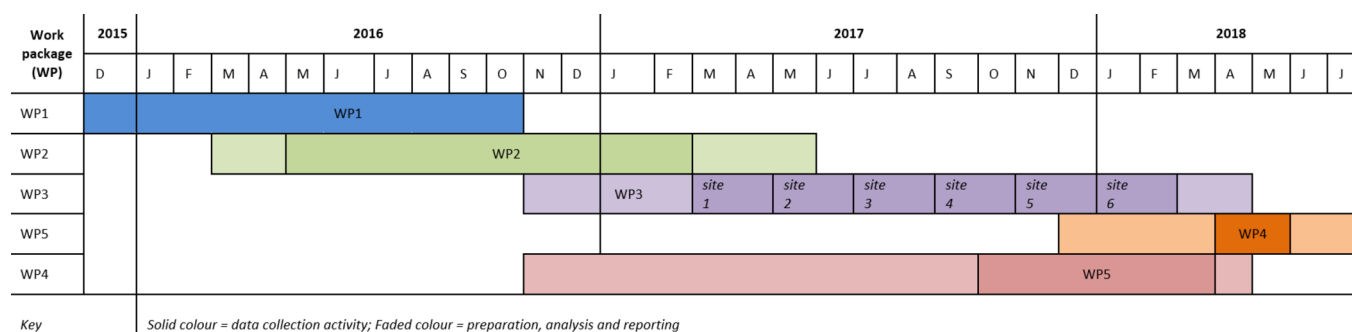 Work package (WP) 2015 2016 2017 2018
D J F M A M J J A S O N D J F M A M J J A S O N D J F M A M J J
WP1 WP1
WP2 WP2
WP3 WP3 site 1 site 2 site 3 site 4 site 5 site 6
WP5 WP4
WP4 WP5
Key Solid colour = data collection activity; Faded colour = preparation, analysis and reporting